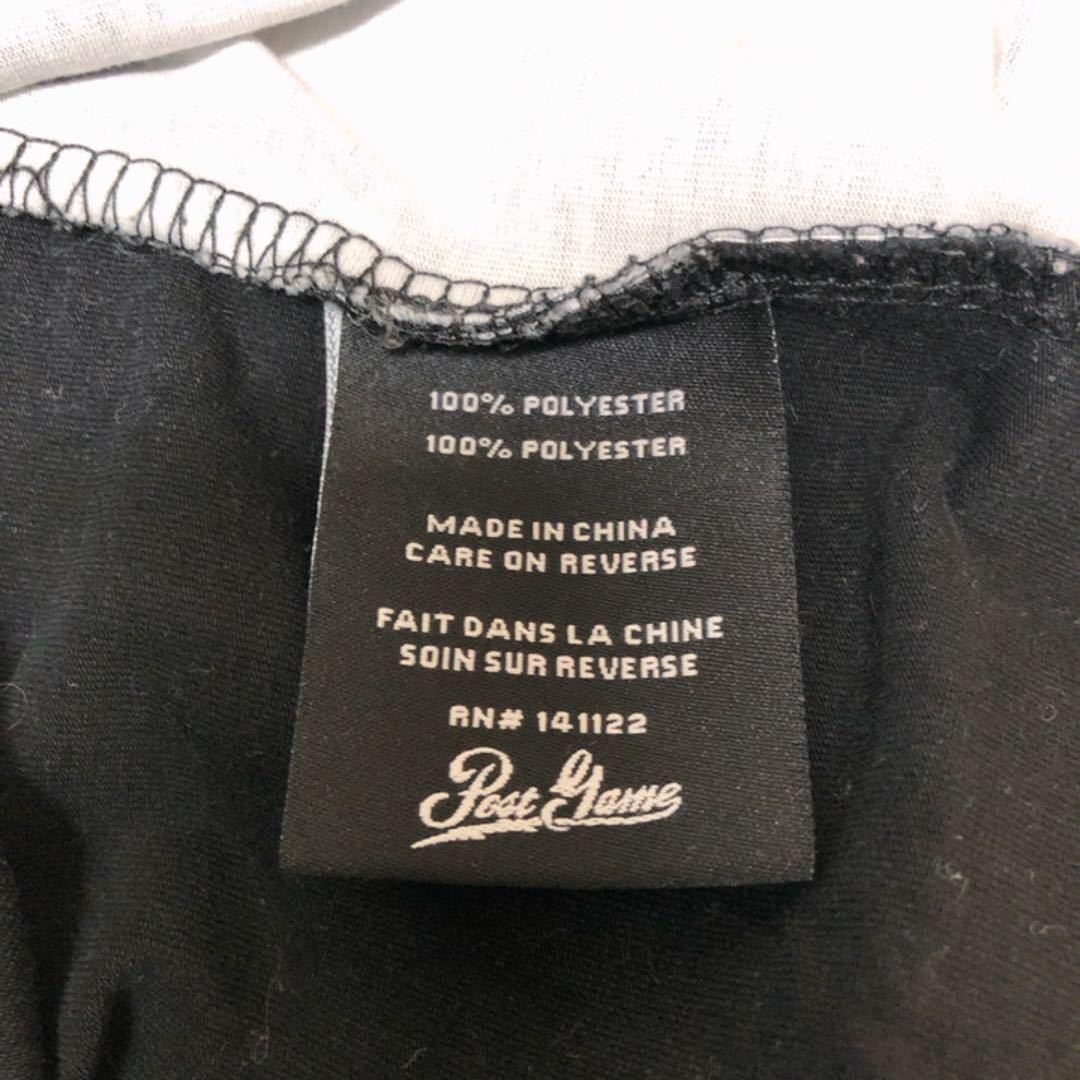 100% POLYESTER
100% POLYESTER
MADE IN CHINA
CARE ON REVERSE
FAIT DANS LA CHINE
SOIN SUR REVERSE
RN# 141122
Post Game